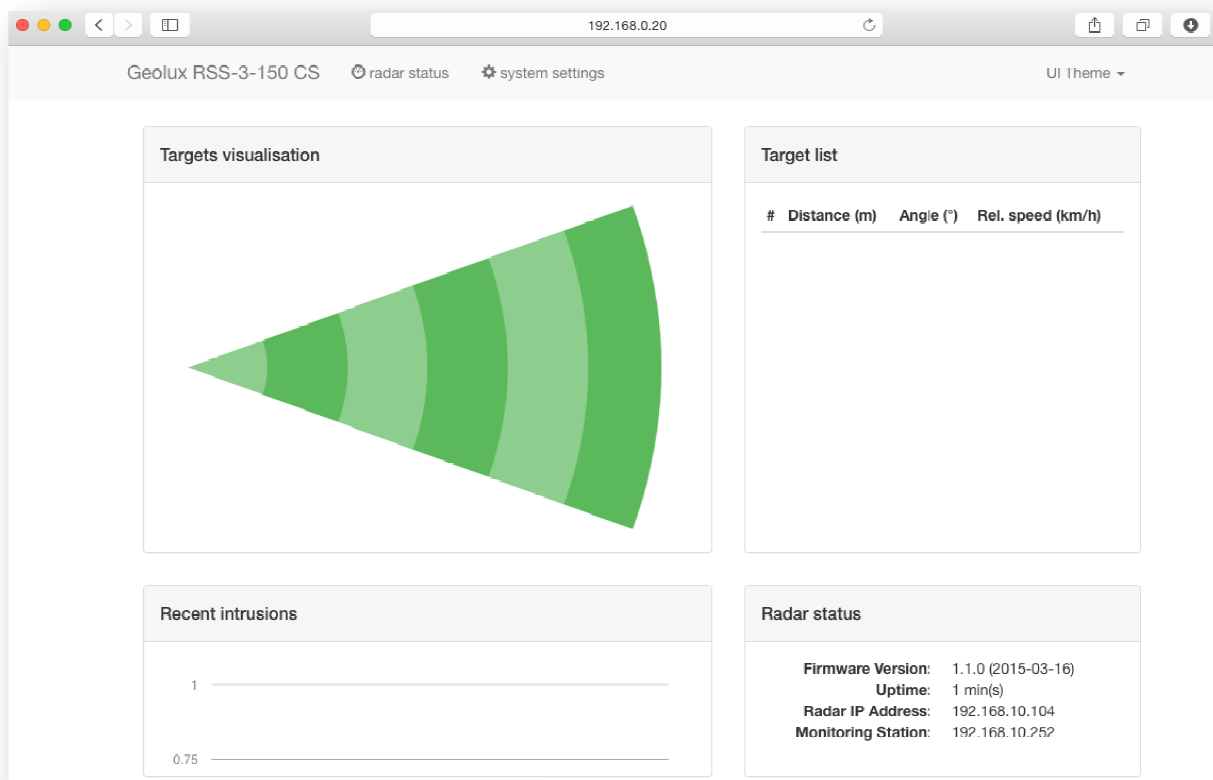 192.168.0.20
Geolux RSS-3-150 CS radar status system settings UI Theme
Targets visualisation
Target list
# Distance (m) Angle (°) Rel. speed (km/h)
Recent intrusions
1
0.75
Radar status
Firmware Version: 1.1.0 (2015-03-16)
Uptime: 1 min(s)
Radar IP Address: 192.168.10.104
Monitoring Station: 192.168.10.252